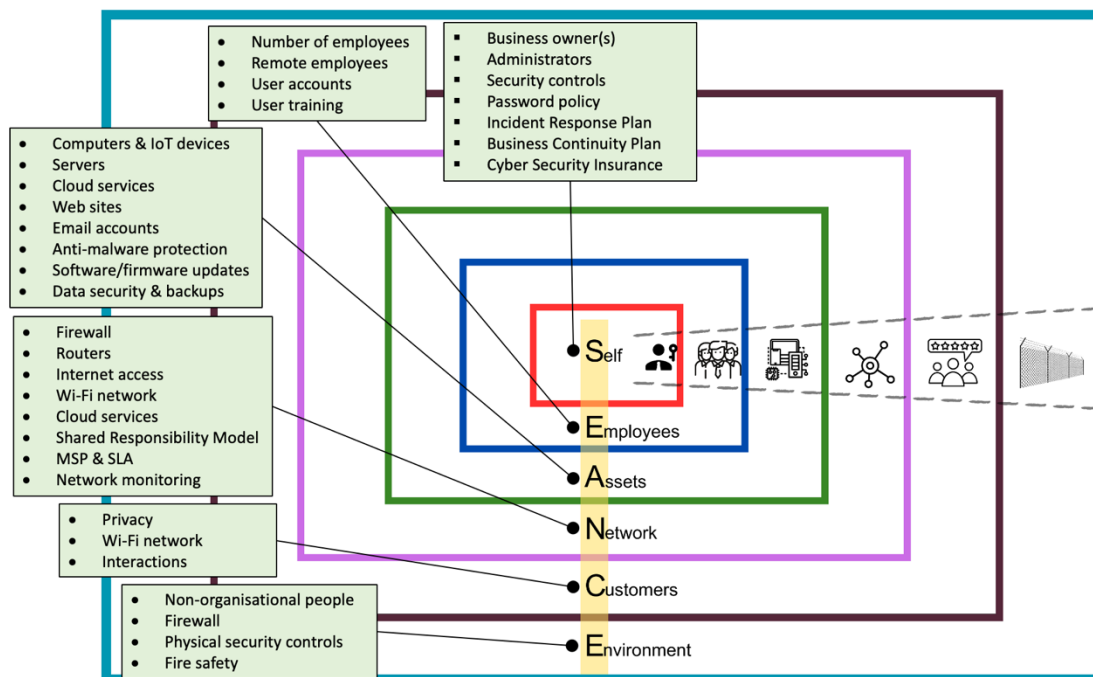 Number of employees
Remote employees
User accounts
User training
Business owner(s)
Administrators
Security controls
Password policy
Incident Response Plan
Business Continuity Plan
Cyber Security Insurance
Computers & IoT devices
Servers
Cloud services
Web sites
Email accounts
Anti-malware protection
Software/firmware updates
Data security & backups
Firewall
Routers
Internet access
Wi-Fi network
Cloud services
Shared Responsibility Model
MSP & SLA
Network monitoring
Privacy
Wi-Fi network
Interactions
Non-organisational people
Firewall
Physical security controls
Fire safety
Self
Employees
Assets
Network
Customers
Environment